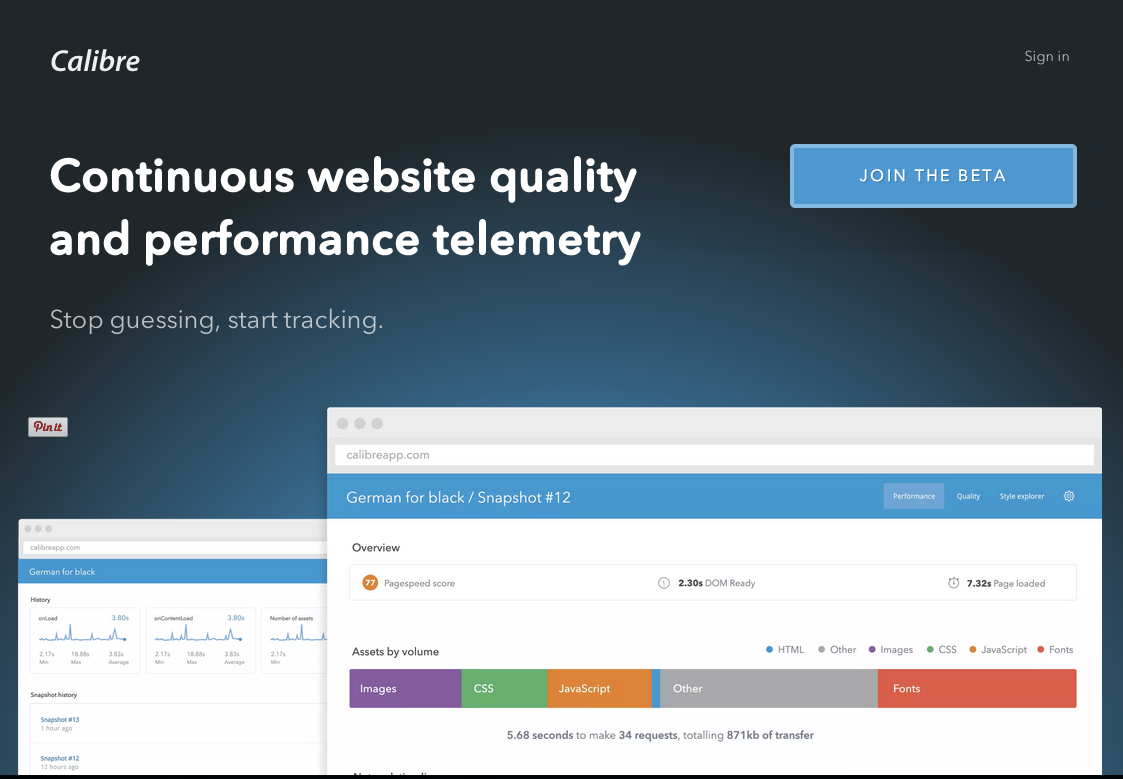 Calibre
Sign in
Continuous website quality
and performance telemetry
JOIN THE BETA
Stop guessing, start tracking.
Pin it
calibreapp.com
German for black / Snapshot #12
Performance
Quality
Style explorer
Overview
77 Pagespeed score
2.30s DOM Ready
7.32s Page loaded
Assets by volume
HTML Other Images CSS JavaScript Fonts
Images CSS JavaScript Other Fonts
5.68 seconds to make 34 requests, totalling 871kb of transfer
calibreapp.com
German for black
History
onLoad 3.80s
2.17s 18.88s 3.83s
Min Max Average
onContentLoad 3.80s
2.17s 18.88s 3.83s
Min Max Average
Number of assets
2.17s
Min
Snapshot history
Snapshot #13
1 hour ago
Snapshot #12
12 hours ago